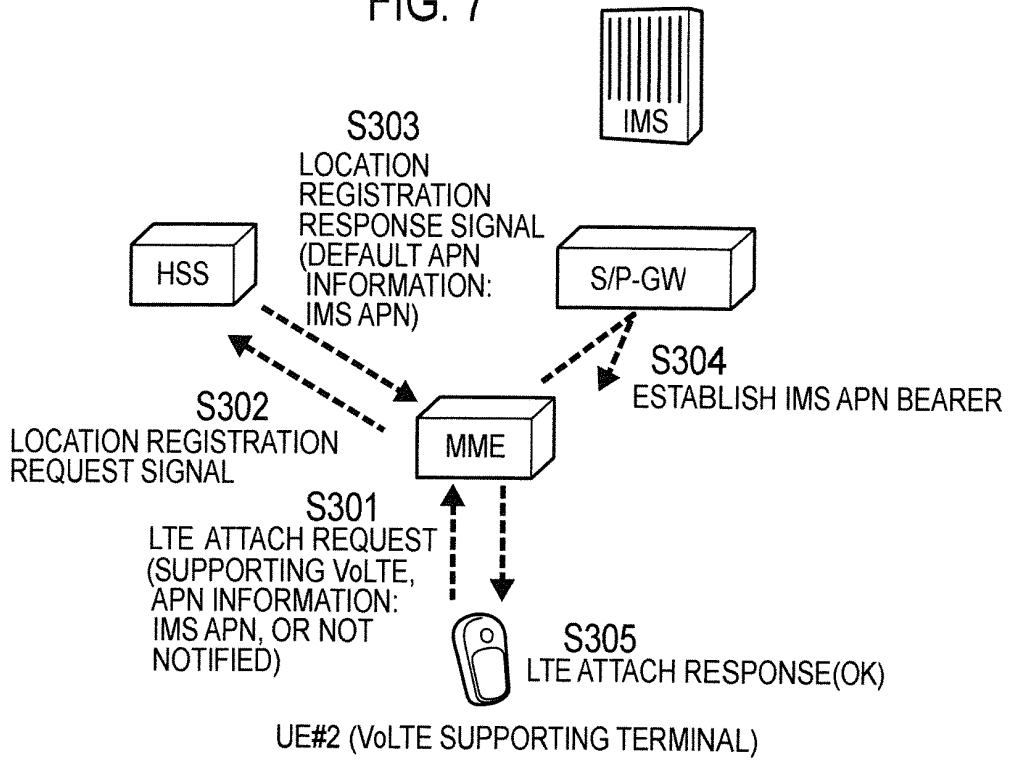 FIG. 7
IMS
S303
LOCATION
REGISTRATION
RESPONSE SIGNAL
(DEFAULT APN
INFORMATION:
IMS APN)
HSS
S/P-GW
S304
ESTABLISH IMS APN BEARER
S302
LOCATION REGISTRATION
REQUEST SIGNAL
MME
S301
LTE ATTACH REQUEST
(SUPPORTING VoLTE,
APN INFORMATION:
IMS APN, OR NOT
NOTIFIED)
S305
LTE ATTACH RESPONSE(OK)
UE#2 (VoLTE SUPPORTING TERMINAL)